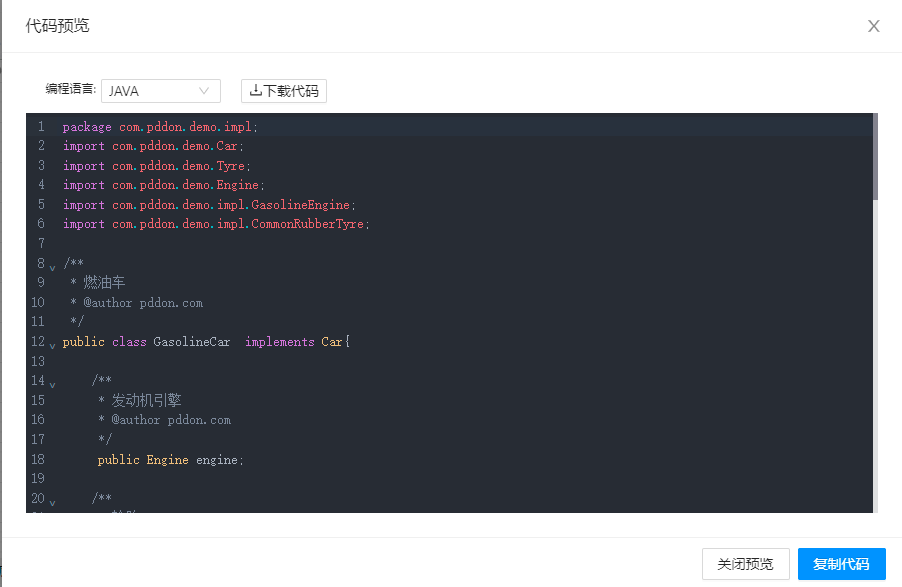 代码预览
编程语言: JAVA 下载代码
1 package com.pddon.demo.impl;
2 import com.pddon.demo.Car;
3 import com.pddon.demo.Tyre;
4 import com.pddon.demo.Engine;
5 import com.pddon.demo.impl.GasolineEngine;
6 import com.pddon.demo.impl.CommonRubberTyre;
7
8 /**
9 * 燃油车
10 * @author pddon.com
11 */
12 public class GasolineCar  implements Car{
13
14 /**
15 * 发动机引擎
16 * @author pddon.com
17 */
18 public Engine engine;
19
20 /**
关闭预览 复制代码